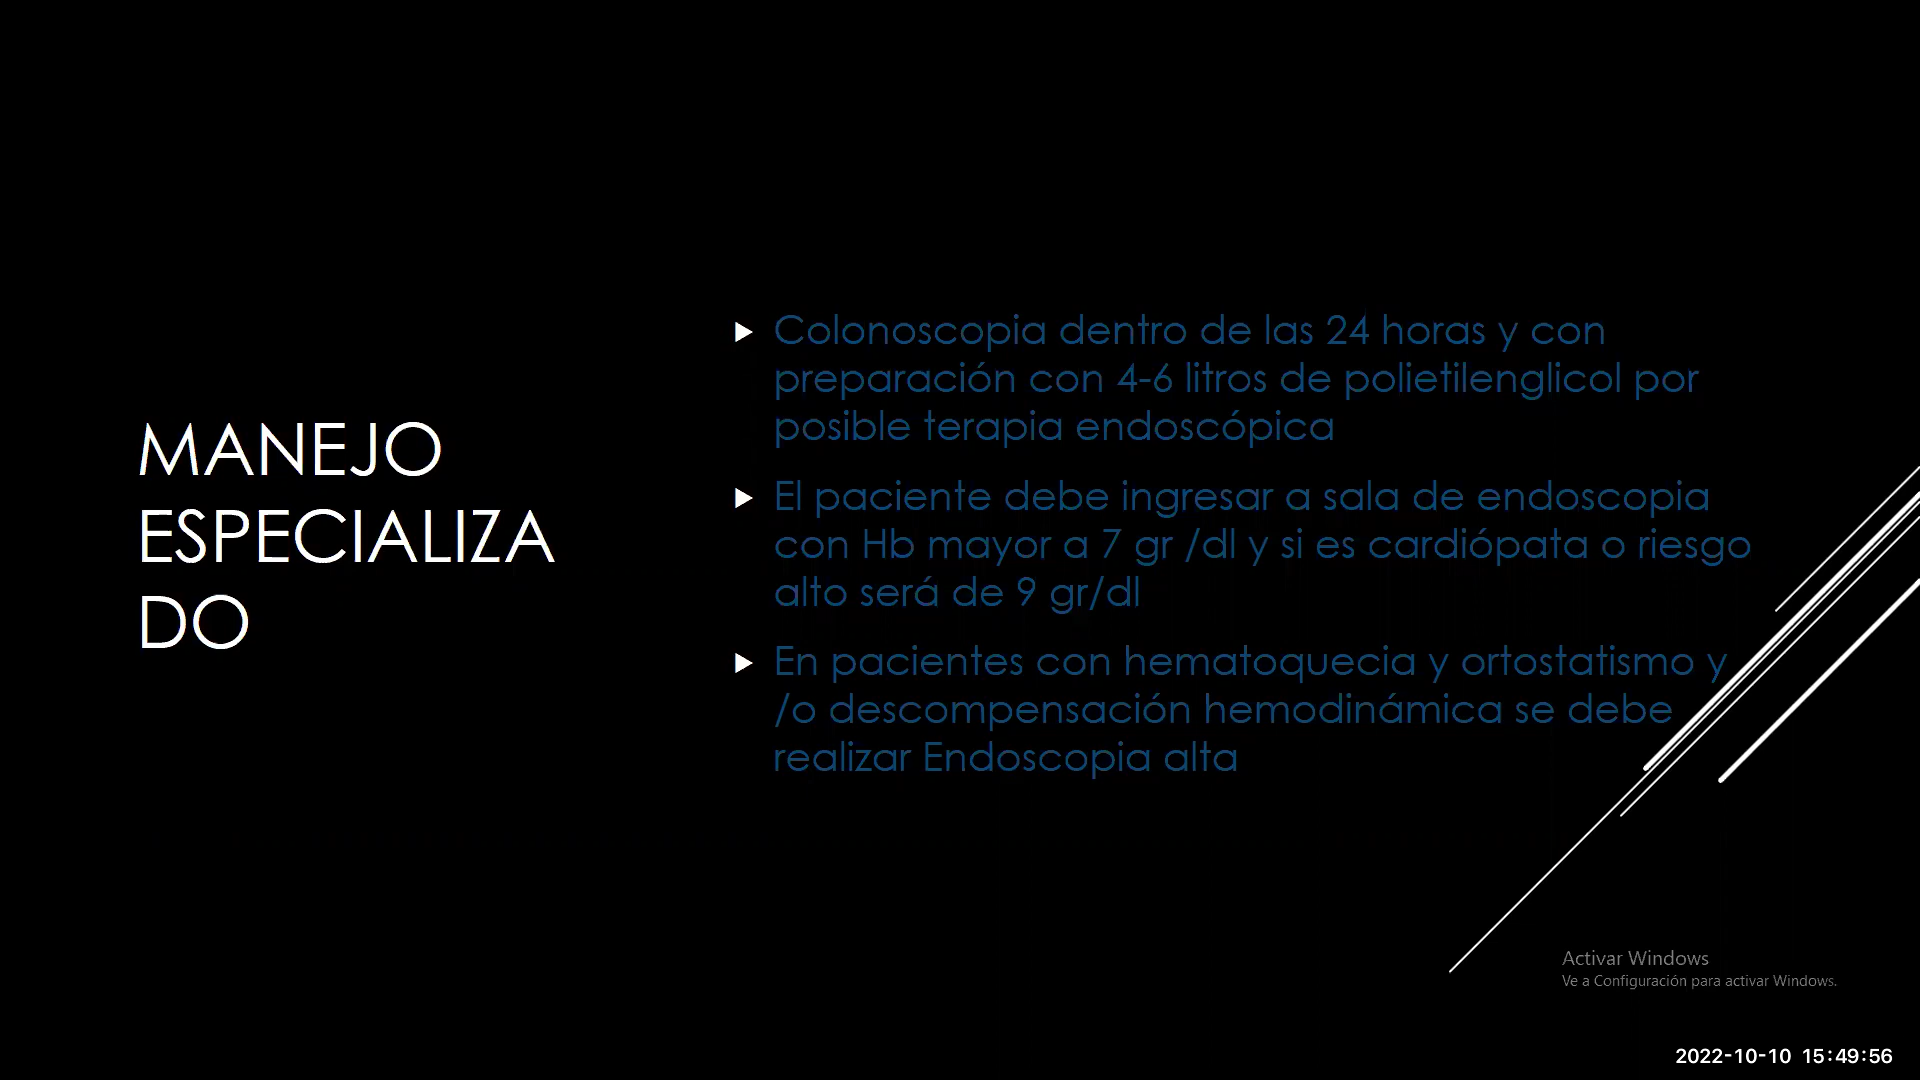 MANEJO
ESPECIALIZA
DO
Colonoscopia dentro de las 24 horas y con
preparación con 4-6 litros de polietilenglicol por
posible terapia endoscópica
El paciente debe ingresar a sala de endoscopia
con Hb mayor a 7 gr /dl y si es cardiópata o riesgo
alto será de 9 gr/dl
En pacientes con hematoquecia y ortostatismo y
/o descompensación hemodinámica se debe
realizar Endoscopia alta
Activar Windows
Ve a Configuración para activar Windows.
2022-10-10 15:49:56